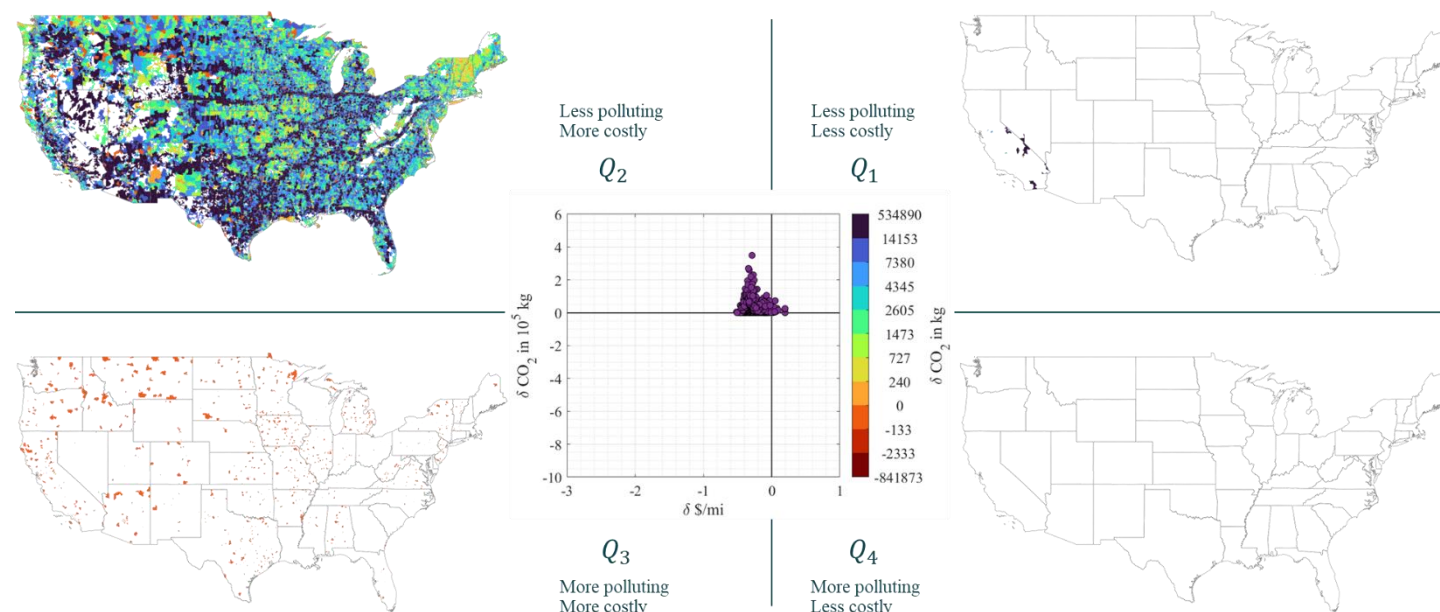 Less polluting
More costly
Q₂
Less polluting
Less costly
Q₁
δ CO₂ in 10⁵ kg
6
4
2
0
-2
-4
-6
-8
-10
-3
-2
-1
0
1
δ $/mi
534890
14153
7380
4345
2605
1473
727
240
0
-133
-2333
-841873
δ CO₂ in kg
Q₃
More polluting
More costly
Q₄
More polluting
Less costly